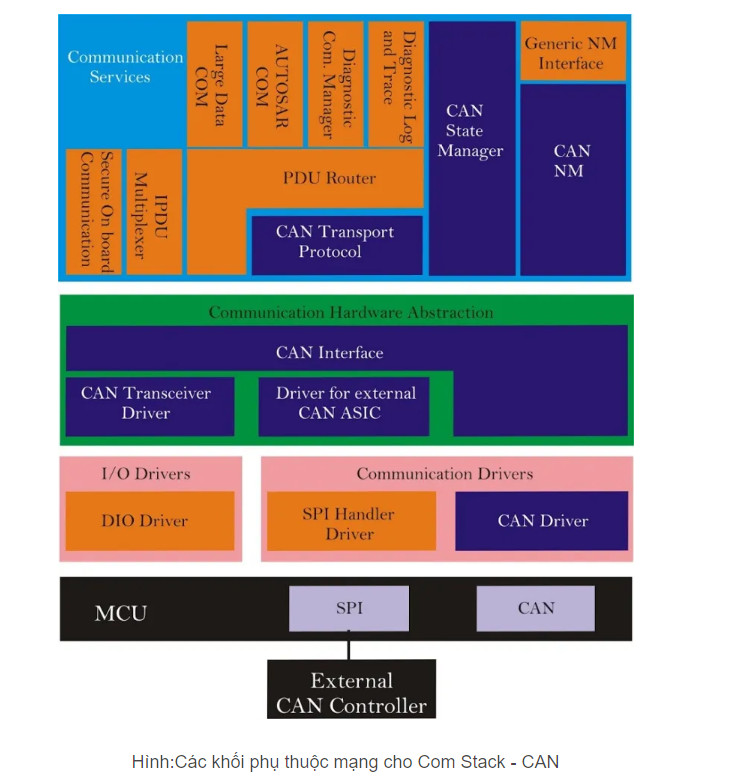 Communication
Services
Large Data
COM
AUTOSAR
COM
Diagnostic
Com. Manager
Diagnostic Log
and Trace
CAN
State
Manager
Generic NM
Interface
CAN
NM
Secure On board
Communication
IPDU
Multiplexer
PDU Router
CAN Transport
Protocol
Communication Hardware Abstraction
CAN Interface
CAN Transceiver
Driver
Driver for external
CAN ASIC
I/O Drivers
Communication Drivers
DIO Driver
SPI Handler
Driver
CAN Driver
MCU
SPI
CAN
External
CAN Controller
Hình:Các khối phụ thuộc mạng cho Com Stack - CAN